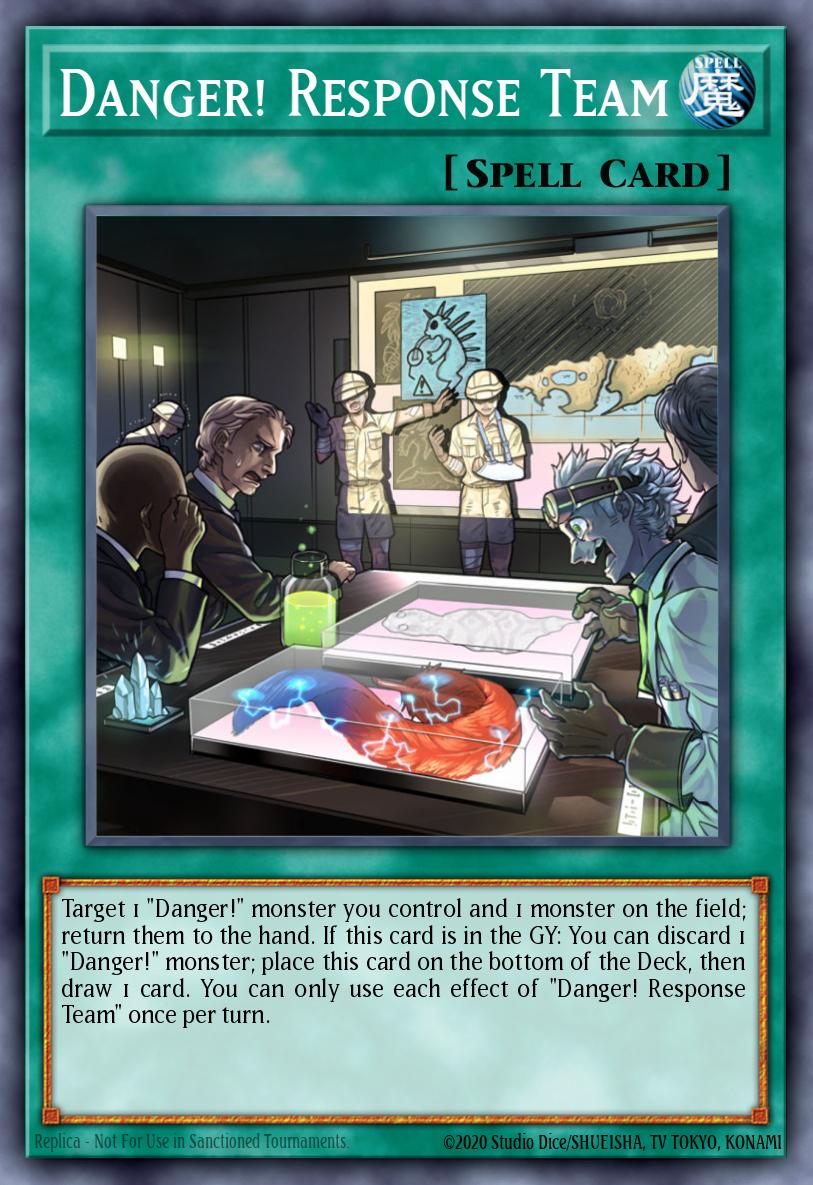 Danger! Response Team
SPELL
魔
[Spell Card]
Target 1 "Danger!" monster you control and 1 monster on the field;
return them to the hand. If this card is in the GY: You can discard 1
"Danger!" monster; place this card on the bottom of the Deck, then
draw 1 card. You can only use each effect of "Danger! Response
Team" once per turn.
Replica - Not For Use in Sanctioned Tournaments.
©2020 Studio Dice/SHUEISHA, TV TOKYO, KONAMI